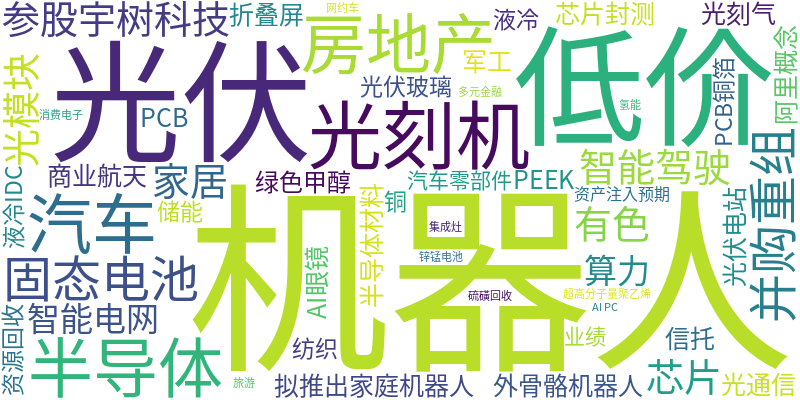 参股宇树科技
折叠屏
网约车
液冷
芯片封测
光刻气
光模块
光伏
房地产
军工
低价
PCB铜箔
阿里概念
消费电子
PCB
光伏玻璃
多元金融
氢能
光刻机
商业航天
家居
绿色甲醇
汽车零部件
PEEK
智能驾驶
液冷IDC
储能
汽车
机器人
半导体材料
铜
资产注入预期
有色
光伏电站
并购重组
集成灶
固态电池
AI眼镜
锌锰电池
算力
硫磺回收
超高分子量聚乙烯
AI PC
资源回收
智能电网
纺织
业绩
信托
半导体
旅游
拟推出家庭机器人
外骨骼机器人
芯片
光通信